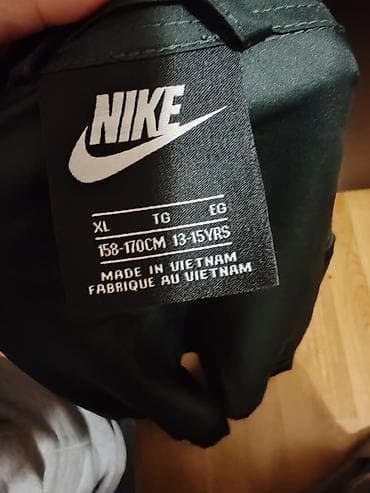 NIKE
XL TG EG
158-170CM 13-15YRS
MADE IN VIETNAM
FABRIQUE AU VIETNAM